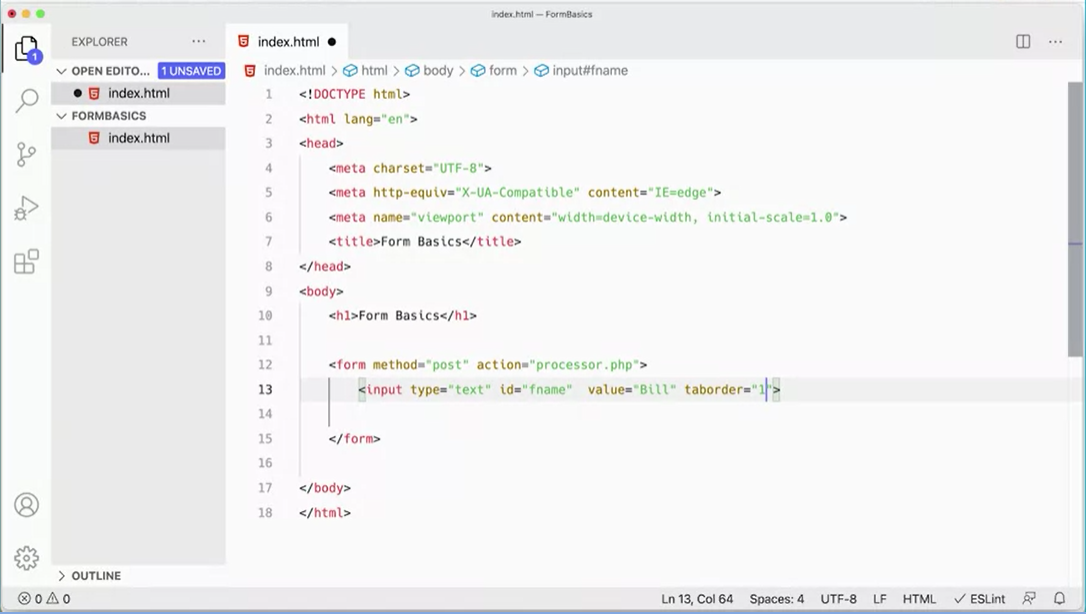 index.html — FormBasics
EXPLORER ···
index.html
1
OPEN EDITO... 1 UNSAVED
index.html
FORMBASICS
index.html
OUTLINE
index.html > html > body > form > input#fname
1 <!DOCTYPE html>
2 <html lang="en">
3 <head>
4 <meta charset="UTF-8">
5 <meta http-equiv="X-UA-Compatible" content="IE=edge">
6 <meta name="viewport" content="width=device-width, initial-scale=1.0">
7 <title>Form Basics</title>
8 </head>
9 <body>
10 <h1>Form Basics</h1>
11
12 <form method="post" action="processor.php">
13 <input type="text" id="fname"  value="Bill" taborder="1">
14
15 </form>
16
17 </body>
18 </html>
0 0 Ln 13, Col 64 Spaces: 4 UTF-8 LF HTML ESLint